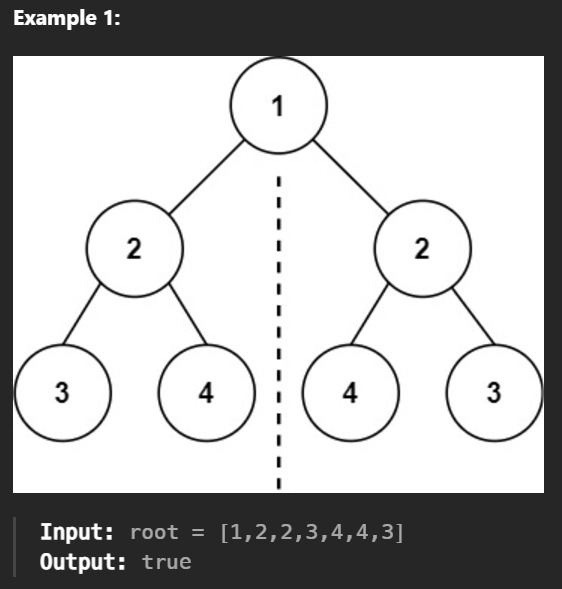 Example 1:
1
2 2
3 4 4 3
Input: root = [1,2,2,3,4,4,3]
Output: true